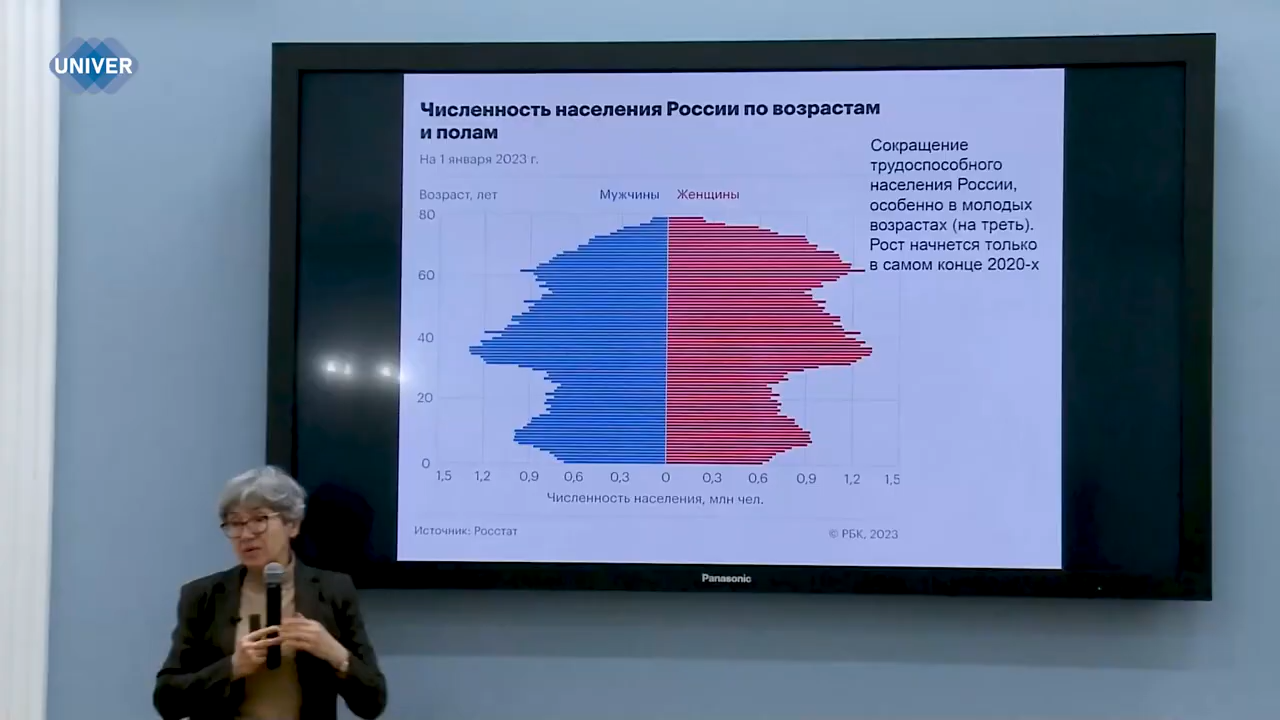 UNIVER
Численность населения России по возрастам
и полам
На 1 января 2023 г.
Сокращение
трудоспособного
населения России,
особенно в молодых
возрастах (на треть).
Рост начнется только
в самом конце 2020-х
Возраст, лет
Мужчины Женщины
80
60
40
20
0
1,5 1,2 0,9 0,6 0,3 0 0,3 0,6 0,9 1,2 1,5
Численность населения, млн чел.
Источник: Росстат
© РБК, 2023
Panasonic